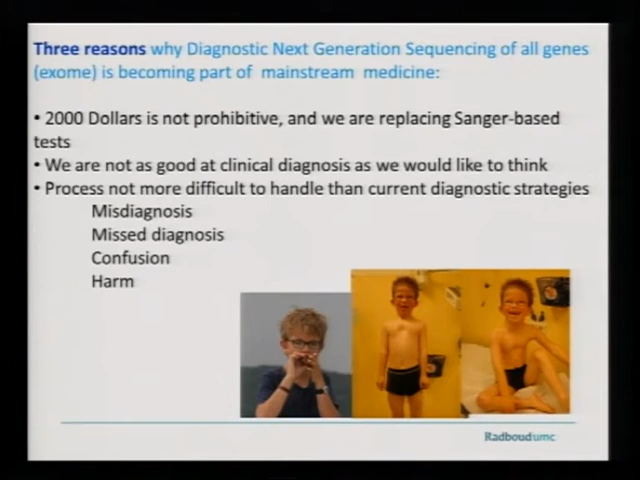 Three reasons why Diagnostic Next Generation Sequencing of all genes
(exome) is becoming part of mainstream medicine:
• 2000 Dollars is not prohibitive, and we are replacing Sanger-based
tests
• We are not as good at clinical diagnosis as we would like to think
• Process not more difficult to handle than current diagnostic strategies
Misdiagnosis
Missed diagnosis
Confusion
Harm
Radboudumc